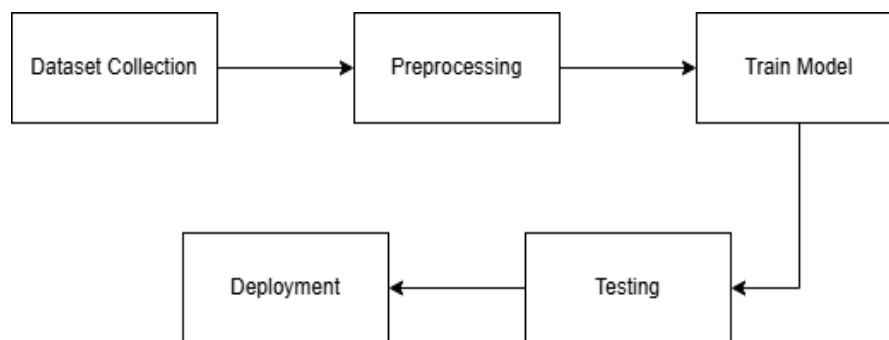 Dataset Collection
Preprocessing
Train Model
Testing
Deployment